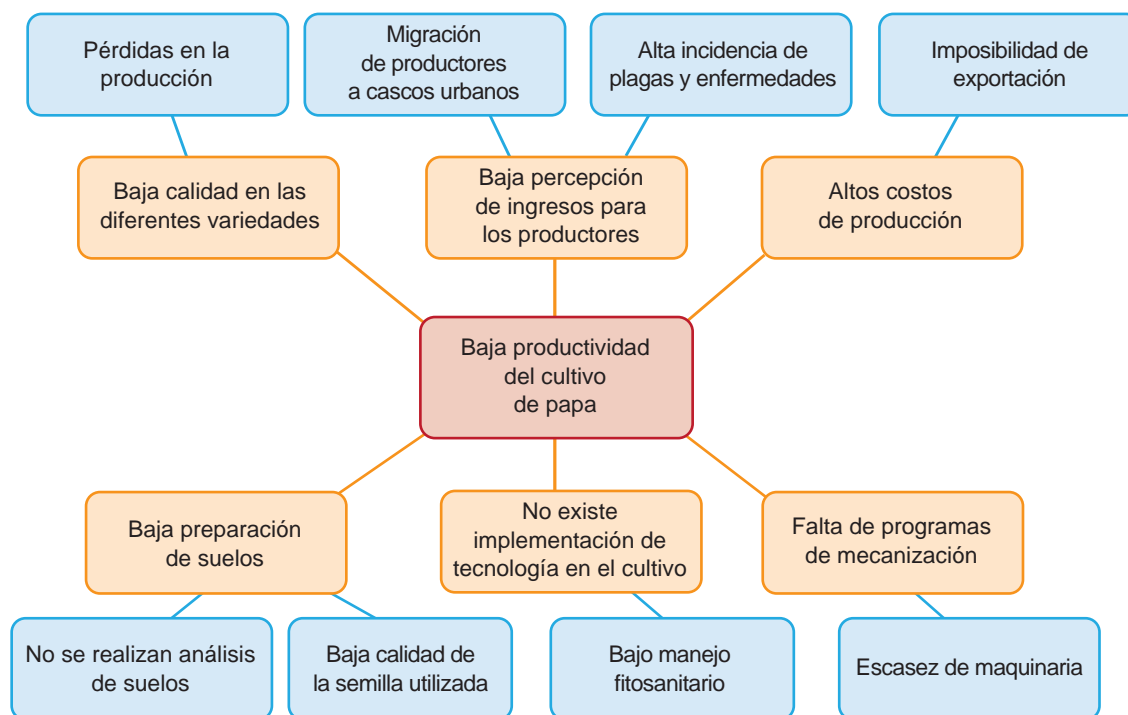 Pérdidas en la
producción
Migración
de productores
a cascos urbanos
Alta incidencia de
plagas y enfermedades
Imposibilidad de
exportación
Baja calidad en las
diferentes variedades
Baja percepción
de ingresos para
los productores
Altos costos
de producción
Baja productividad
del cultivo
de papa
Baja preparación
de suelos
No existe
implementación de
tecnología en el cultivo
Falta de programas
de mecanización
No se realizan análisis
de suelos
Baja calidad de
la semilla utilizada
Bajo manejo
fitosanitario
Escasez de maquinaria